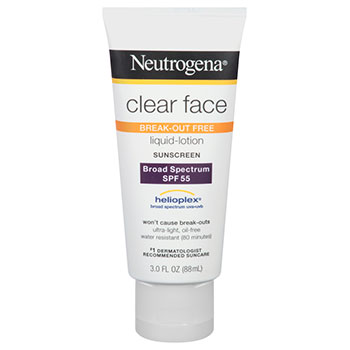 Neutrogena®
clear face
BREAK-OUT FREE
liquid-lotion
SUNSCREEN
Broad Spectrum
SPF 55
helioplex®
broad spectrum uva•uvb
won't cause break-outs
ultra-light, oil-free
water resistant (80 minutes)
#1 DERMATOLOGIST
RECOMMENDED SUNCARE
3.0 FL OZ (88mL)